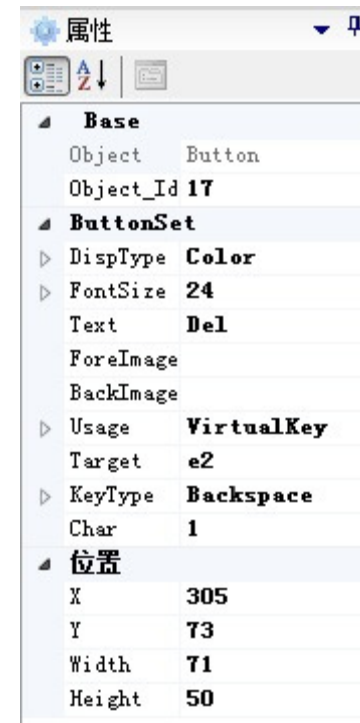 属性
Base
Object Button
Object_Id 17
ButtonSet
DispType Color
FontSize 24
Text Del
ForeImage
BackImage
Usage VirtualKey
Target e2
KeyType Backspace
Char 1
位置
X 305
Y 73
Width 71
Height 50